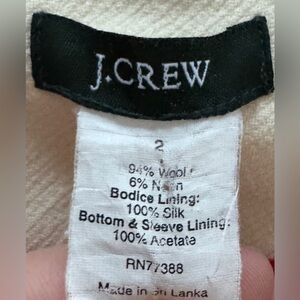 J.CREW
2
94% Wool
6% Nylon
Bodice Lining:
100% Silk
Bottom & Sleeve Lining:
100% Acetate
RN77388
Made in Sri Lanka